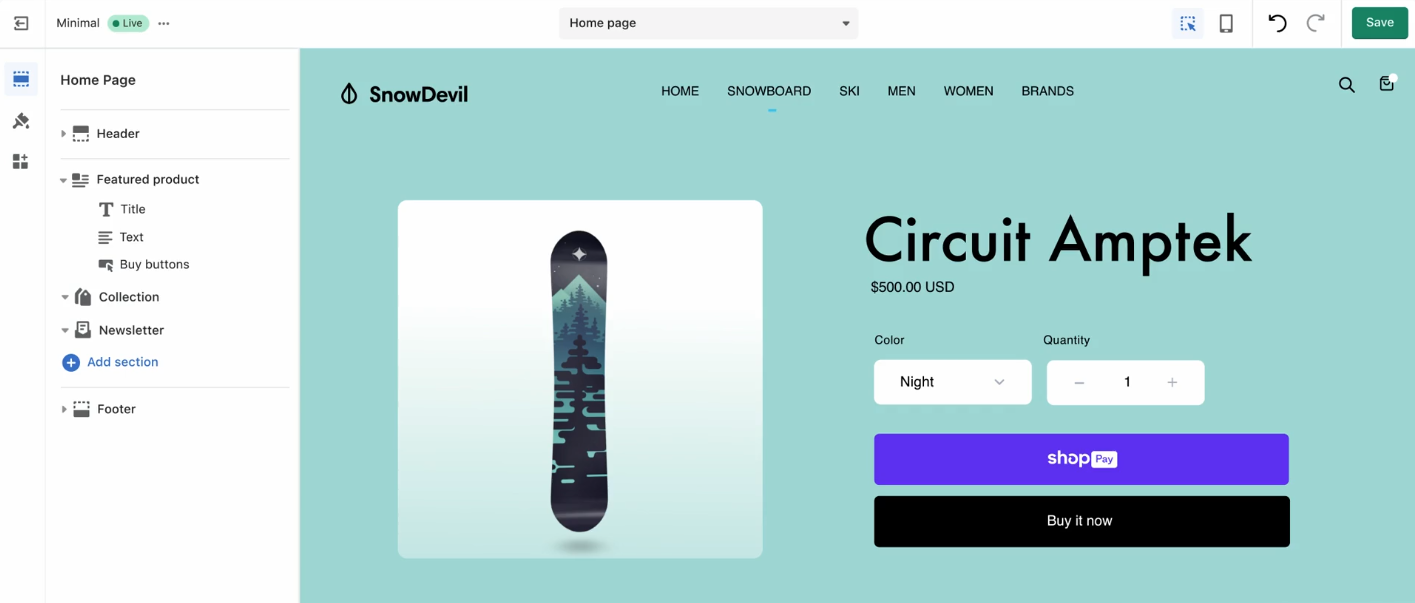 Minimal
Live
Home page
Save
Home Page
Header
Featured product
Title
Text
Buy buttons
Collection
Newsletter
Add section
Footer
SnowDevil
HOME SNOWBOARD SKI MEN WOMEN BRANDS
Circuit Amptek
$500.00 USD
Color Quantity
Night 1
shop Pay
Buy it now